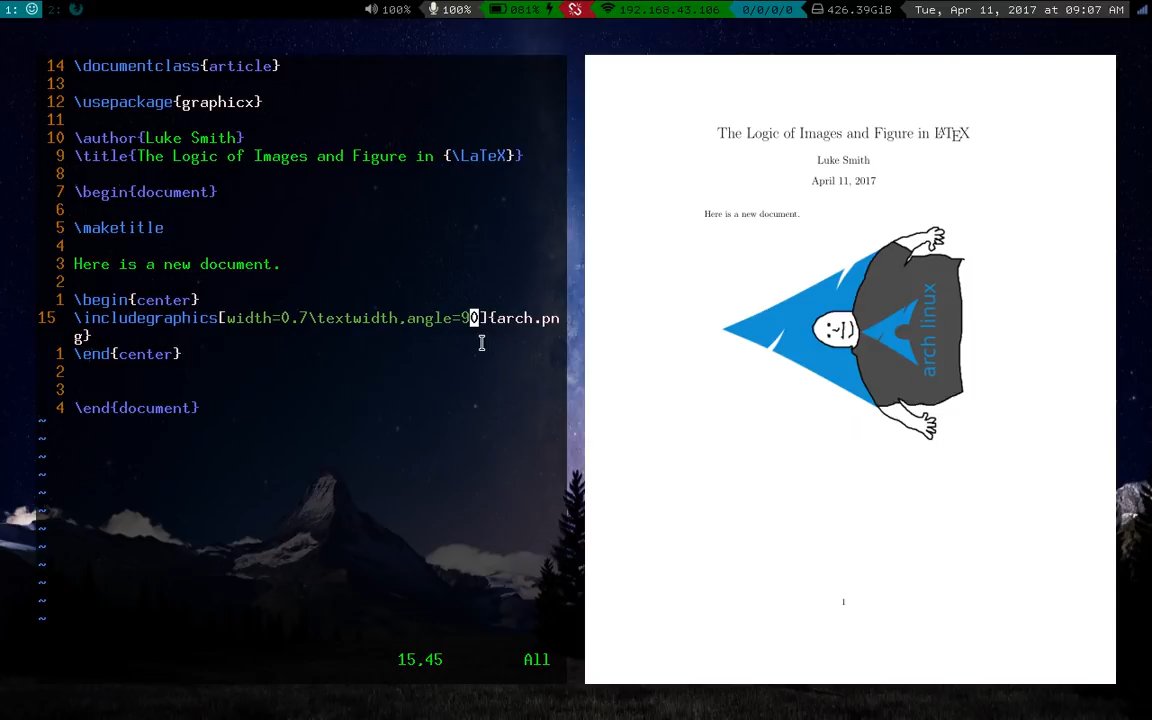 1: 2: 100% 100% 081% 192.168.43.106 0/0/0/0 426.39GiB Tue, Apr 11, 2017 at 09:07 AM
14 \documentclass{article}
13
12 \usepackage{graphicx}
11
10 \author{Luke Smith}
9 \title{The Logic of Images and Figure in {\LaTeX}}
8
7 \begin{document}
6
5 \maketitle
4
3 Here is a new document.
2
1 \begin{center}
15 \includegraphics[width=0.7\textwidth,angle=90]{arch.pn
g}
1 \end{center}
2
3
4 \end{document}
~
~
~
~
~
~
~
~
~
~
~
~
15,45 All
The Logic of Images and Figure in LATEX
Luke Smith
April 11, 2017
Here is a new document.
arch linux
1